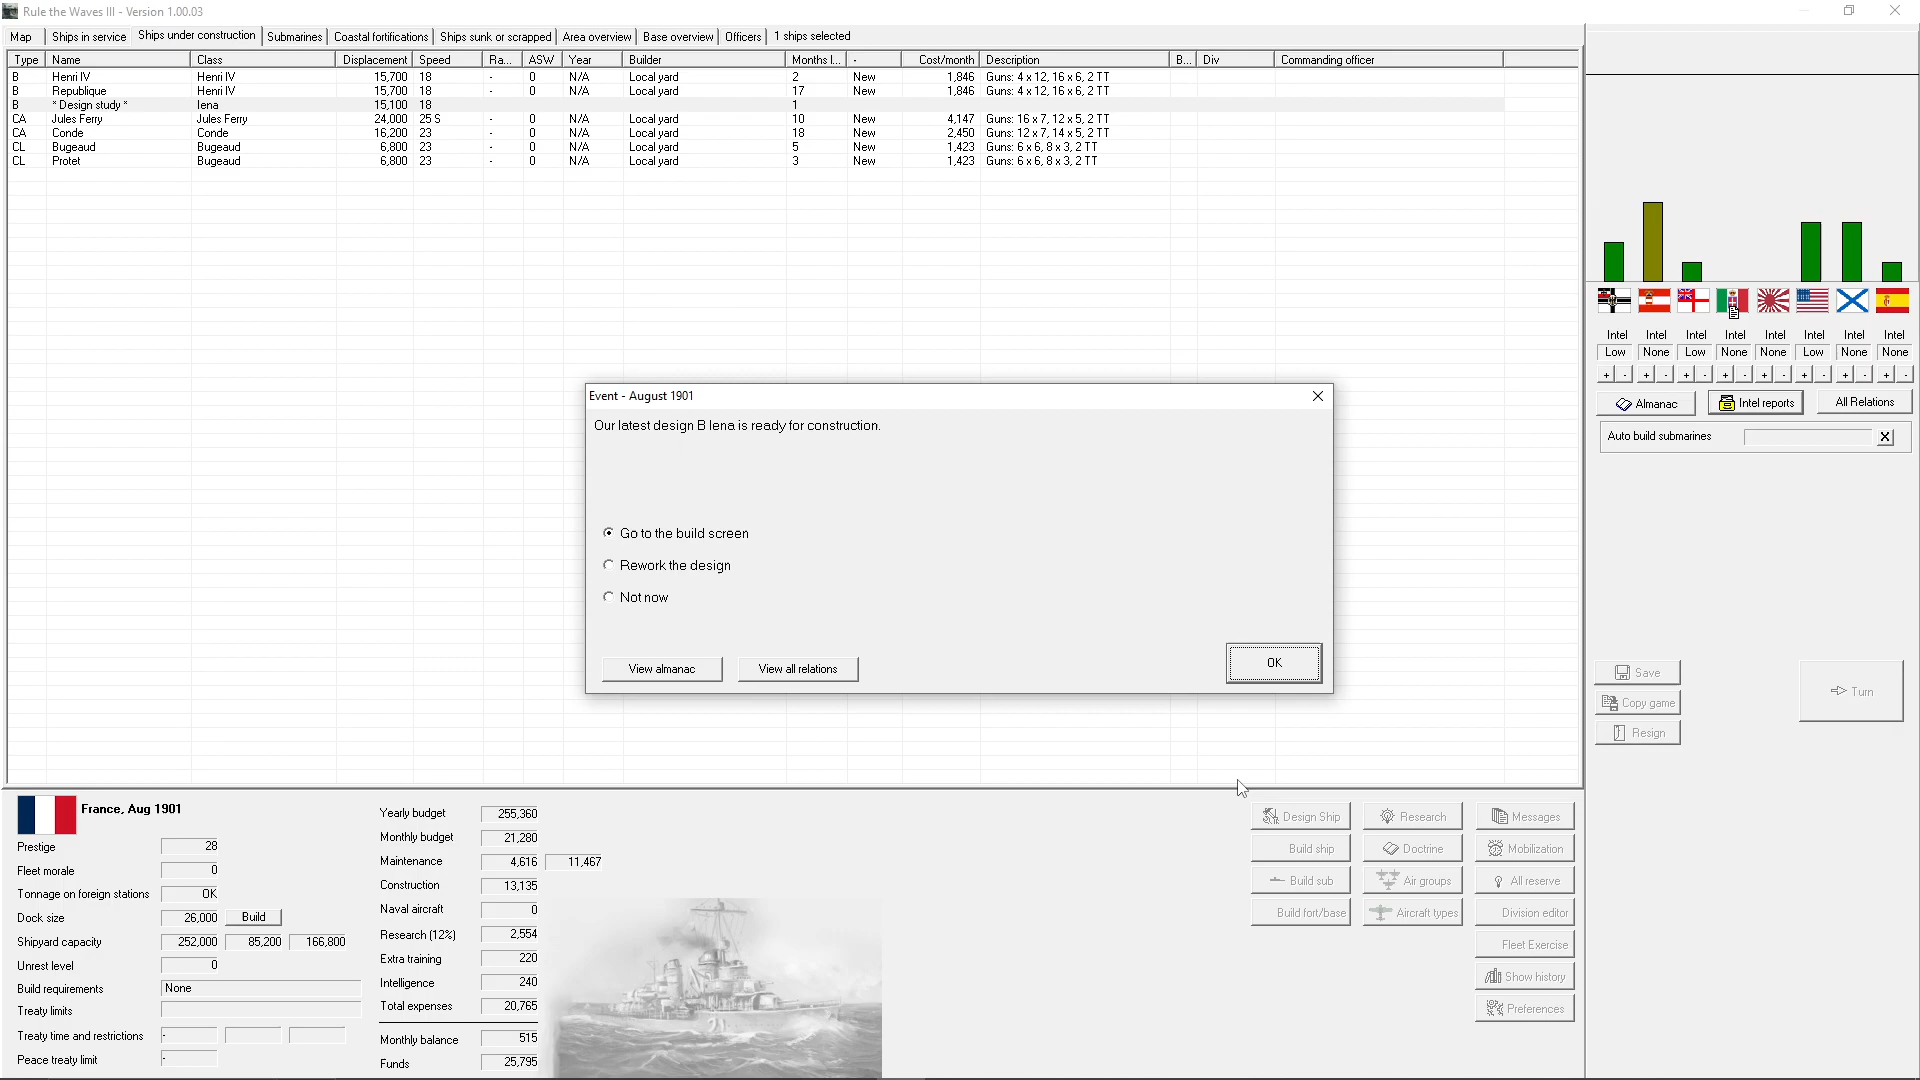 Rule the Waves III - Version 1.00.03
Map Ships in service Ships under construction Submarines Coastal fortifications Ships sunk or scrapped Area overview Base overview Officers 1 ships selected
Type Name Class Displacement Speed Ra... ASW Year Builder Months l... - Cost/month Description B... Div Commanding officer
B Henri IV Henri IV 15,700 18 - 0 N/A Local yard 2 New 1,846 Guns: 4 x 12, 16 x 6, 2 TT
B Republique Henri IV 15,700 18 - 0 N/A Local yard 17 New 1,846 Guns: 4 x 12, 16 x 6, 2 TT
B * Design study * Iena 15,100 18 1
CA Jules Ferry Jules Ferry 24,000 25 S - 0 N/A Local yard 10 New 4,147 Guns: 16 x 7, 12 x 5, 2 TT
CA Conde Conde 16,200 23 - 0 N/A Local yard 18 New 2,450 Guns: 12 x 7, 14 x 5, 2 TT
CL Bugeaud Bugeaud 6,800 23 - 0 N/A Local yard 5 New 1,423 Guns: 6 x 6, 8 x 3, 2 TT
CL Protet Bugeaud 6,800 23 - 0 N/A Local yard 3 New 1,423 Guns: 6 x 6, 8 x 3, 2 TT
Intel Intel Intel Intel Intel Intel Intel Intel
Low None Low None None Low None None
+ - + - + - + - + - + - + - + -
Almanac Intel reports All Relations
Auto build submarines X
Event - August 1901
Our latest design B Iena is ready for construction.
Go to the build screen
Rework the design
Not now
View almanac View all relations OK
Save
Copy game
Resign
Turn
France, Aug 1901
Prestige 28
Fleet morale 0
Tonnage on foreign stations OK
Dock size 26,000 Build
Shipyard capacity 252,000 85,200 166,800
Unrest level 0
Build requirements None
Treaty limits
Treaty time and restrictions -
Peace treaty limit -
Yearly budget 255,360
Monthly budget 21,280
Maintenance 4,616 11,467
Construction 13,135
Naval aircraft 0
Research (12%) 2,554
Extra training 220
Intelligence 240
Total expenses 20,765
Monthly balance 515
Funds 25,795
Design Ship Research Messages
Build ship Doctrine Mobilization
Build sub Air groups All reserve
Build fort/base Aircraft types Division editor
Fleet Exercise
Show history
Preferences